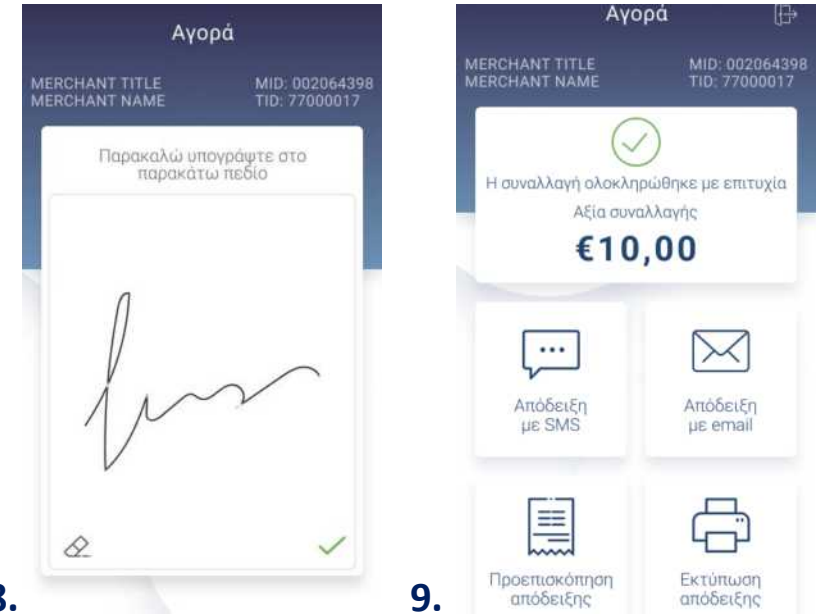 Αγορά
MERCHANT TITLE MID: 002064398
MERCHANT NAME TID: 77000017
Παρακαλώ υπογράψτε στο
παρακάτω πεδίο
8.
Αγορά
MERCHANT TITLE MID: 002064398
MERCHANT NAME TID: 77000017
Η συναλλαγή ολοκληρώθηκε με επιτυχία
Αξία συναλλαγής
€10,00
Απόδειξη
με SMS
Απόδειξη
με email
Προεπισκόπηση
απόδειξης
Εκτύπωση
απόδειξης
9.